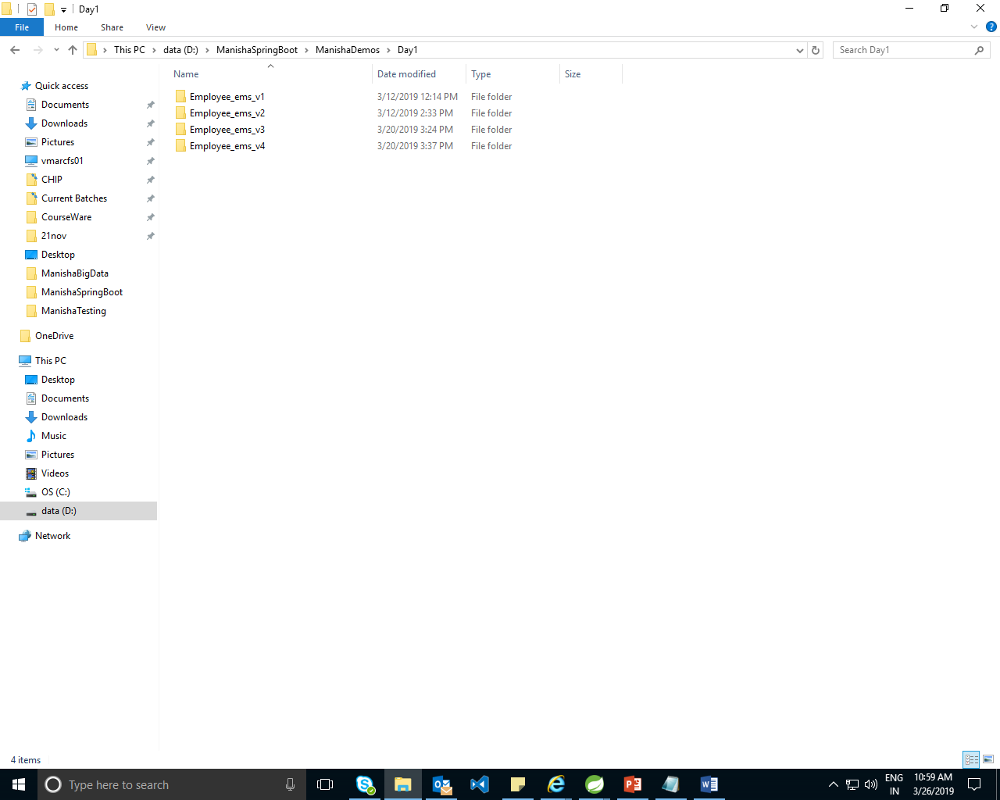 Day1
File Home Share View
This PC data (D:) ManishaSpringBoot ManishaDemos Day1
Search Day1
Name Date modified Type Size
Employee_ems_v1 3/12/2019 12:14 PM File folder
Employee_ems_v2 3/12/2019 2:33 PM File folder
Employee_ems_v3 3/20/2019 3:24 PM File folder
Employee_ems_v4 3/20/2019 3:37 PM File folder
Quick access
Documents
Downloads
Pictures
vmarcfs01
CHIP
Current Batches
CourseWare
21nov
Desktop
ManishaBigData
ManishaSpringBoot
ManishaTesting
OneDrive
This PC
Desktop
Documents
Downloads
Music
Pictures
Videos
OS (C:)
data (D:)
Network
4 items
Type here to search
ENG
IN
10:59 AM
3/26/2019